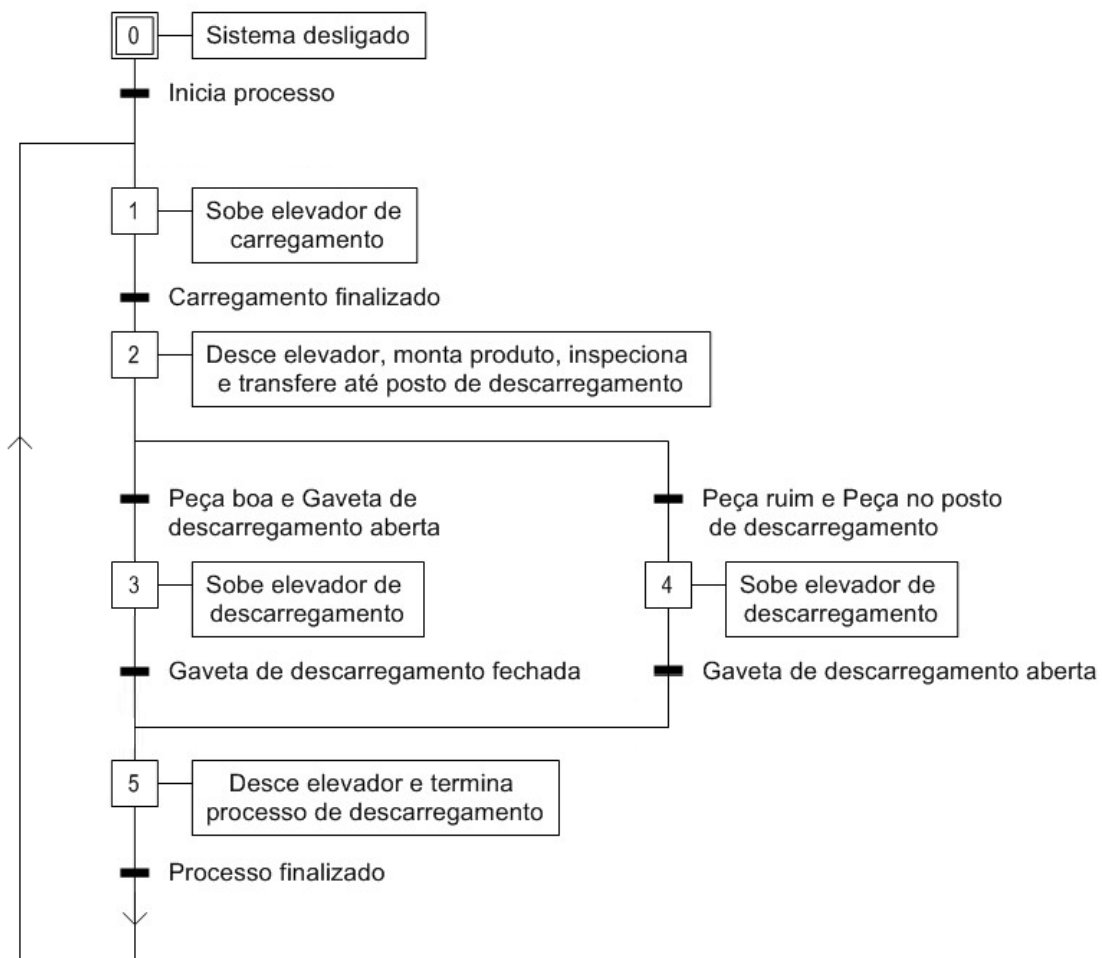 0
Sistema desligado
Inicia processo
1
Sobe elevador de
carregamento
Carregamento finalizado
2
Desce elevador, monta produto, inspeciona
e transfere até posto de descarregamento
Peça boa e Gaveta de
descarregamento aberta
Peça ruim e Peça no posto
de descarregamento
3
Sobe elevador de
descarregamento
4
Sobe elevador de
descarregamento
Gaveta de descarregamento fechada
Gaveta de descarregamento aberta
5
Desce elevador e termina
processo de descarregamento
Processo finalizado